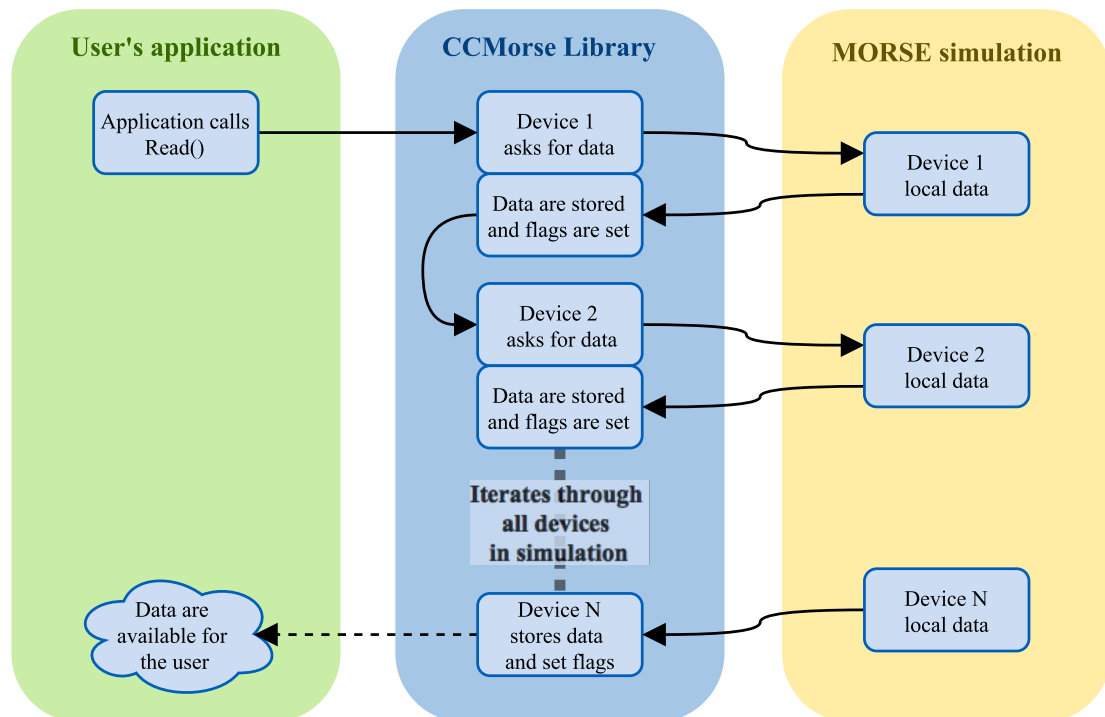 User's application
CCMorse Library
MORSE simulation
Application calls
Read()
Device 1
asks for data
Device 1
local data
Data are stored
and flags are set
Device 2
asks for data
Device 2
local data
Data are stored
and flags are set
Iterates through
all devices
in simulation
Device N
local data
Device N
stores data
and set flags
Data are
available for
the user